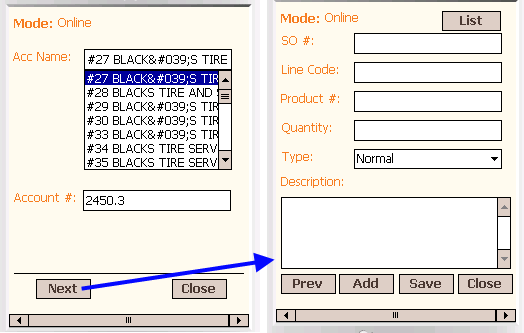 Mode: Online
Acc Name:
#27 BLACK&#039;S TIRE
#27 BLACK&#039;S TIR
#28 BLACKS TIRE AND S
#29 BLACK&#039;S TIR
#30 BLACK&#039;S TIR
#33 BLACK&#039;S TIR
#34 BLACKS TIRE SERV
#35 BLACKS TIRE SERV
Account #: 2450.3
Next Close
Mode: Online
List
SO #:
Line Code:
Product #:
Quantity:
Type: Normal
Description:
Prev Add Save Close